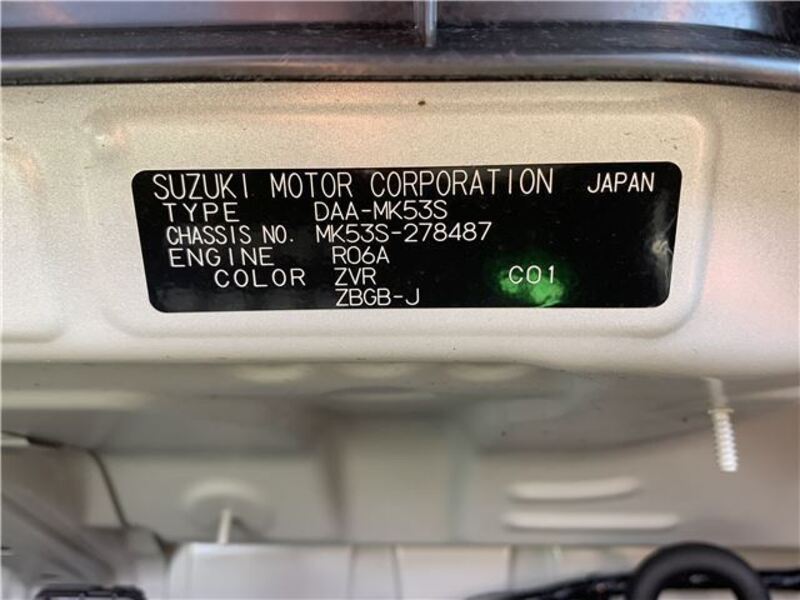 SUZUKI MOTOR CORPORATION JAPAN
TYPE DAA-MK53S
CHASSIS NO. MK53S-278487
ENGINE R06A
COLOR ZVR C01
ZBGB-J